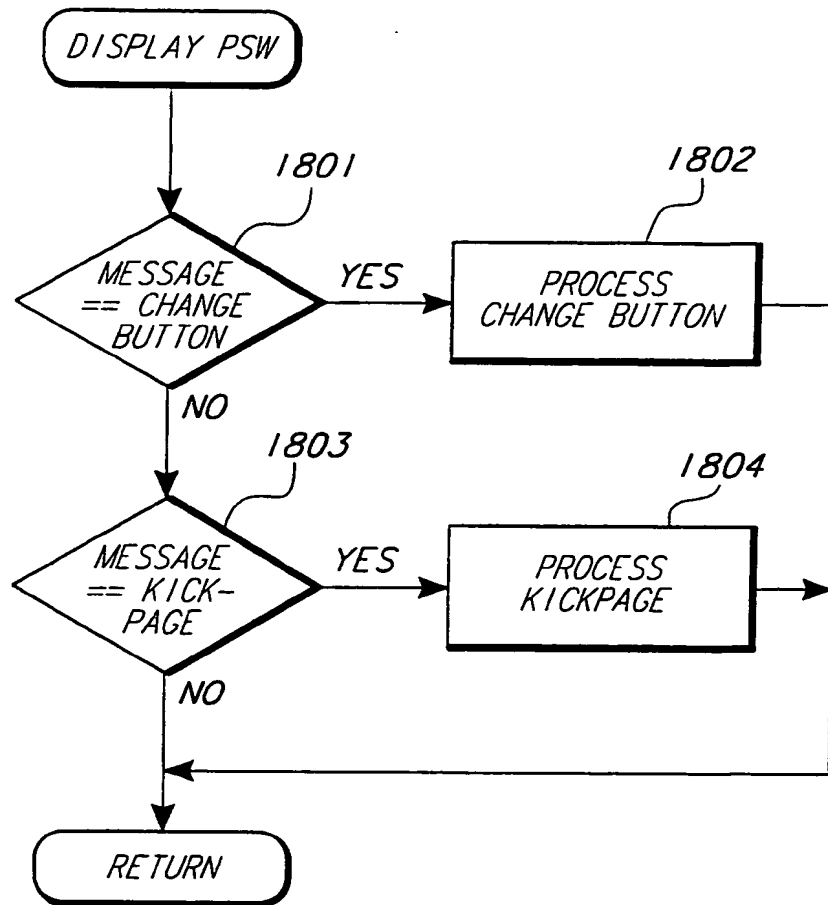 DISPLAY PSW
1801
1802
MESSAGE
== CHANGE
BUTTON
YES
PROCESS
CHANGE BUTTON
NO
1803
1804
MESSAGE
== KICK-
PAGE
YES
PROCESS
KICKPAGE
NO
RETURN